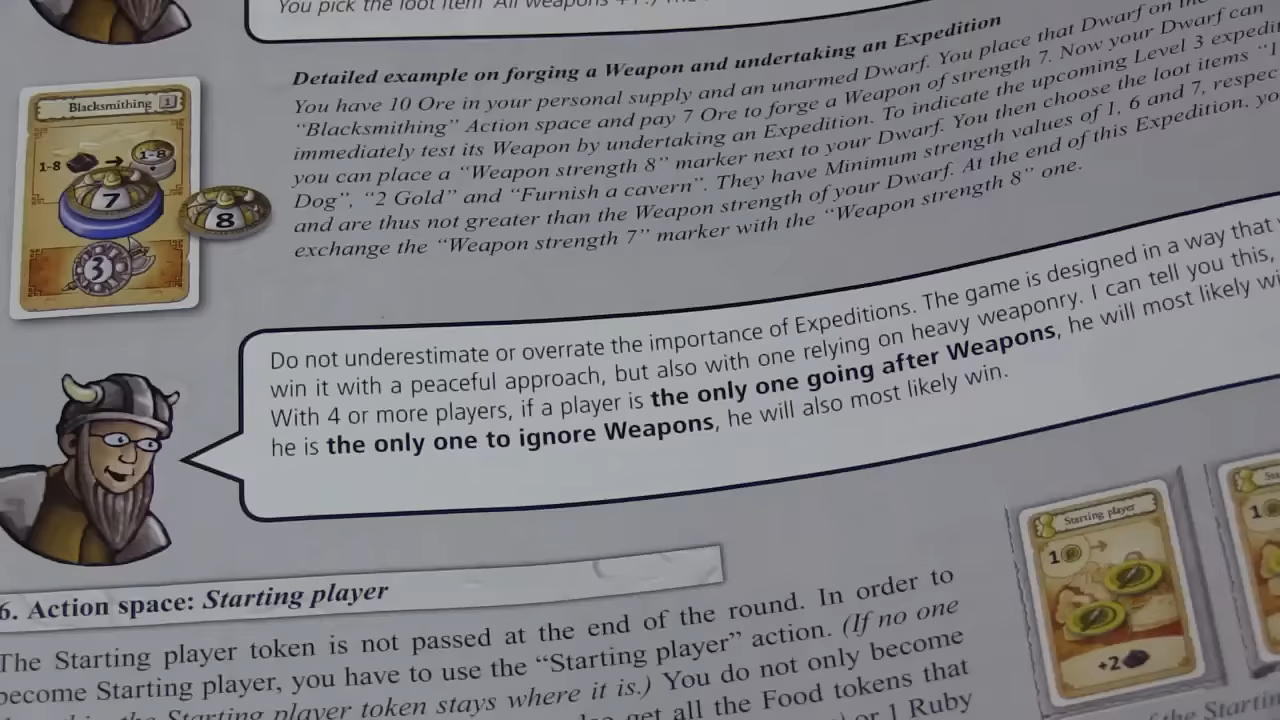 You pick the loot item "All weapons +1".)
Detailed example on forging a Weapon and undertaking an Expedition
You have 10 Ore in your personal supply and an unarmed Dwarf. You place that Dwarf on the
"Blacksmithing" Action space and pay 7 Ore to forge a Weapon of strength 7. Now your Dwarf can
immediately test its Weapon by undertaking an Expedition. To indicate the upcoming Level 3
you can place a "Weapon strength 8" marker next to your Dwarf. You then choose the loot items
Dog", "2 Gold" and "Furnish a cavern". They have Minimum strength values of 1, 6 and 7,
and are thus not greater than the Weapon strength of your Dwarf. At the end of this Expedition,
exchange the "Weapon strength 7" marker with the "Weapon strength 8" one.
Blacksmithing 1
1-8 1-8
7
8
3
Do not underestimate or overrate the importance of Expeditions. The game is designed in a way that
win it with a peaceful approach, but also with one relying on heavy weaponry. I can tell you this,
With 4 or more players, if a player is the only one going after Weapons, he will most likely
he is the only one to ignore Weapons, he will also most likely win.
6. Action space: Starting player
The Starting player token is not passed at the end of the round. In order to
become Starting player, you have to use the "Starting player" action. (If no one
Starting player token stays where it is.) You do not only become
get all the Food tokens that
or 1 Ruby
Starting player
1
+2
1
the